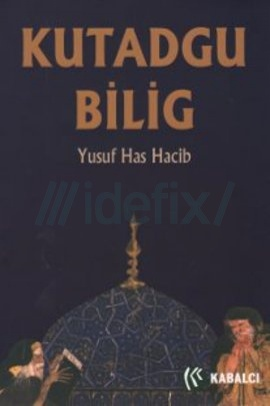 KUTADGU
BİLİG
Yusuf Has Hacib
idefix
KABALCI